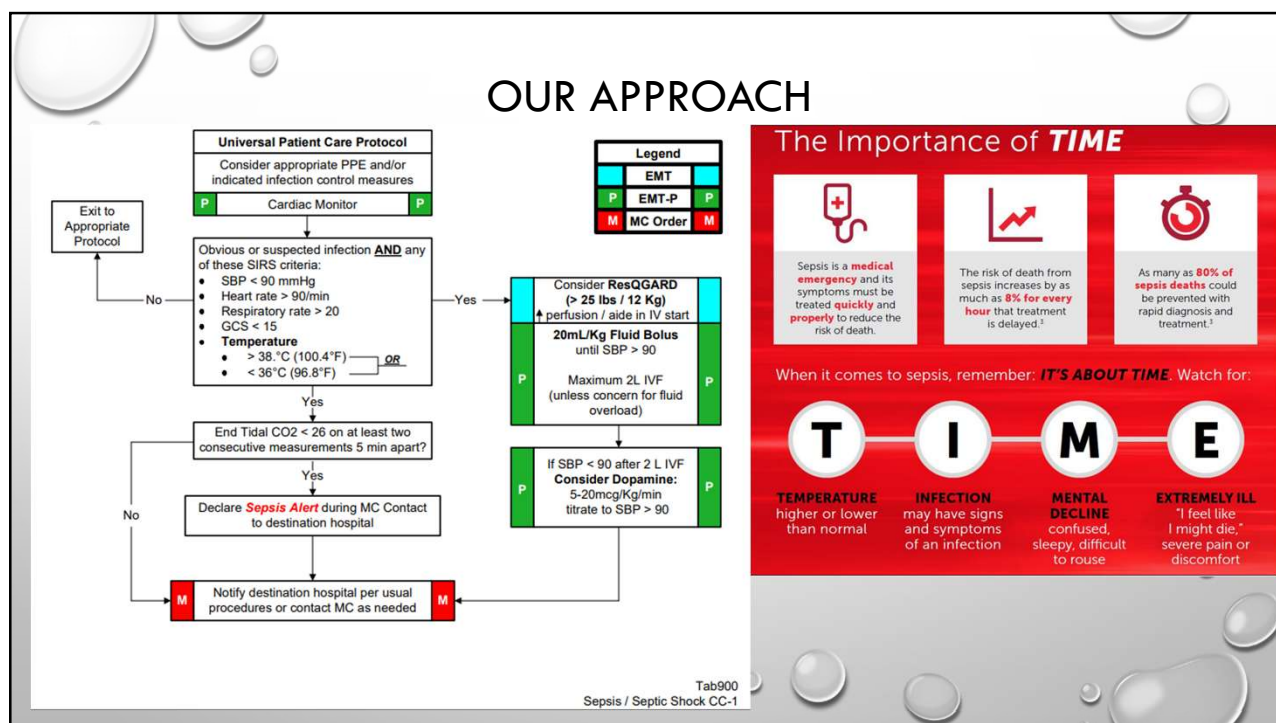 OUR APPROACH
Universal Patient Care Protocol
Consider appropriate PPE and/or
indicated infection control measures
P Cardiac Monitor P
Legend
EMT
P EMT-P P
M MC Order M
Exit to
Appropriate
Protocol
No
Obvious or suspected infection AND any
of these SIRS criteria:
• SBP < 90 mmHg
• Heart rate > 90/min
• Respiratory rate > 20
• GCS < 15
• Temperature
• > 38.°C (100.4°F)
OR
• < 36°C (96.8°F)
Yes
Consider ResQGARD
(> 25 lbs / 12 Kg)
↑ perfusion / aide in IV start
20mL/Kg Fluid Bolus
until SBP > 90
P P
Maximum 2L IVF
(unless concern for fluid
overload)
Yes
End Tidal CO2 < 26 on at least two
consecutive measurements 5 min apart?
Yes
No
If SBP < 90 after 2 L IVF
P Consider Dopamine: P
5-20mcg/Kg/min
titrate to SBP > 90
Declare Sepsis Alert during MC Contact
to destination hospital
M Notify destination hospital per usual M
procedures or contact MC as needed
Tab900
Sepsis / Septic Shock CC-1
The Importance of TIME
Sepsis is a medical
emergency and its
symptoms must be
treated quickly and
properly to reduce the
risk of death.
The risk of death from
sepsis increases by as
much as 8% for every
hour that treatment
is delayed.³
As many as 80% of
sepsis deaths could
be prevented with
rapid diagnosis and
treatment.³
When it comes to sepsis, remember: IT'S ABOUT TIME. Watch for:
T I M E
TEMPERATURE
higher or lower
than normal
INFECTION
may have signs
and symptoms
of an infection
MENTAL
DECLINE
confused,
sleepy, difficult
to rouse
EXTREMELY ILL
"I feel like
I might die,"
severe pain or
discomfort